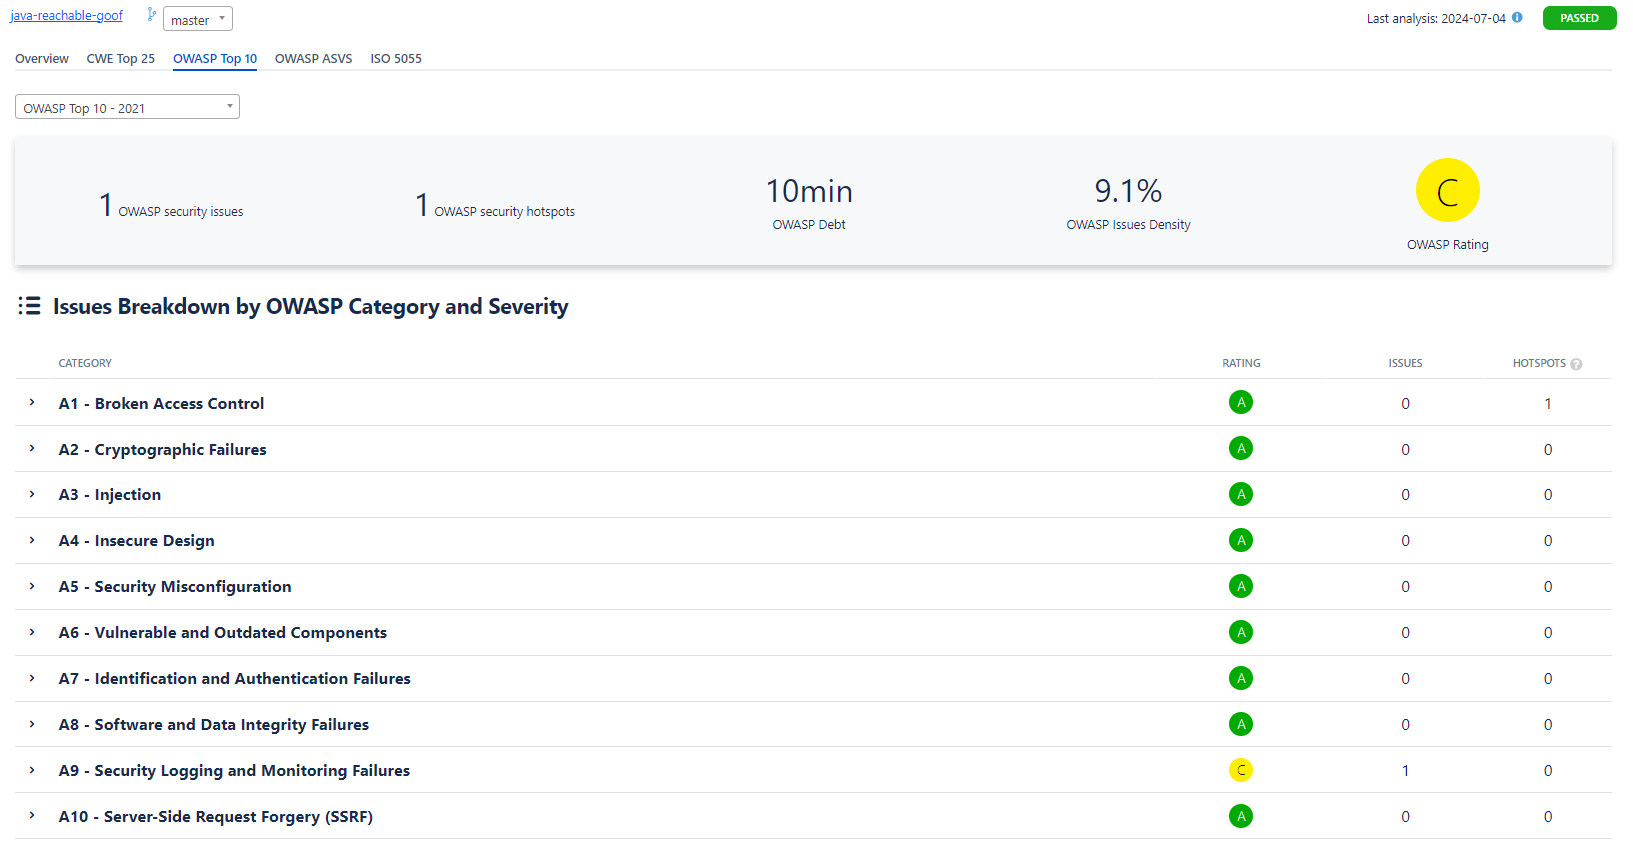 java-reachable-goof master Last analysis: 2024-07-04 PASSED
Overview CWE Top 25 OWASP Top 10 OWASP ASVS ISO 5055
OWASP Top 10 - 2021
1 OWASP security issues 1 OWASP security hotspots 10min 9.1% C
OWASP Debt OWASP Issues Density OWASP Rating
Issues Breakdown by OWASP Category and Severity
CATEGORY RATING ISSUES HOTSPOTS ?
A1 - Broken Access Control A 0 1
A2 - Cryptographic Failures A 0 0
A3 - Injection A 0 0
A4 - Insecure Design A 0 0
A5 - Security Misconfiguration A 0 0
A6 - Vulnerable and Outdated Components A 0 0
A7 - Identification and Authentication Failures A 0 0
A8 - Software and Data Integrity Failures A 0 0
A9 - Security Logging and Monitoring Failures C 1 0
A10 - Server-Side Request Forgery (SSRF) A 0 0